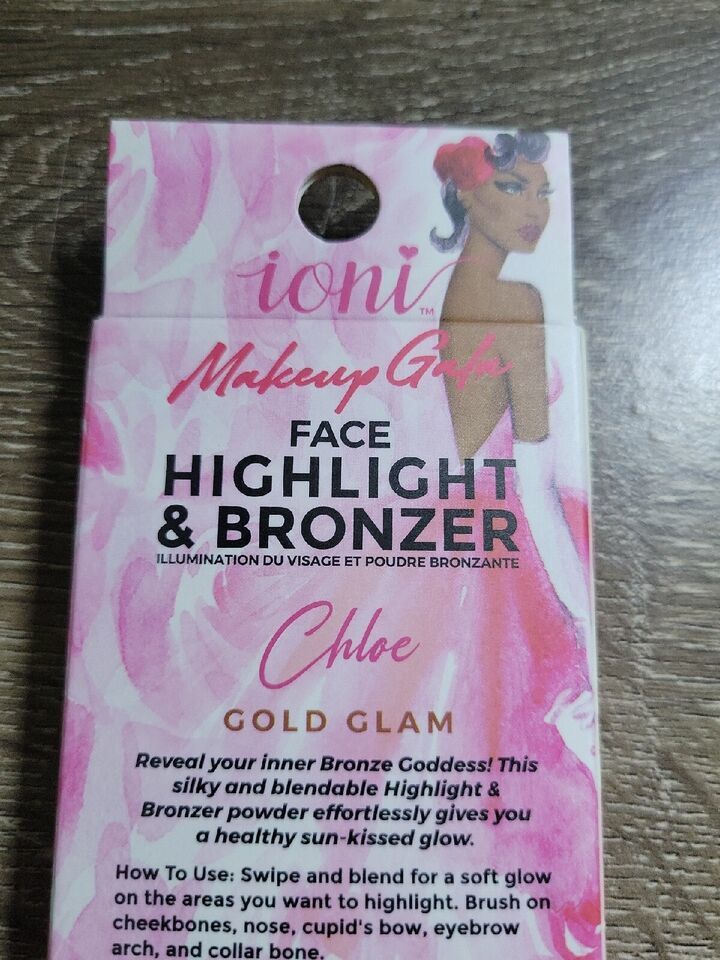 ioni™
Makeup Gala
FACE
HIGHLIGHT
& BRONZER
ILLUMINATION DU VISAGE ET POUDRE BRONZANTE
Chloe
GOLD GLAM
Reveal your inner Bronze Goddess! This
silky and blendable Highlight &
Bronzer powder effortlessly gives you
a healthy sun-kissed glow.
How To Use: Swipe and blend for a soft glow
on the areas you want to highlight. Brush on
cheekbones, nose, cupid's bow, eyebrow
arch, and collar bone.